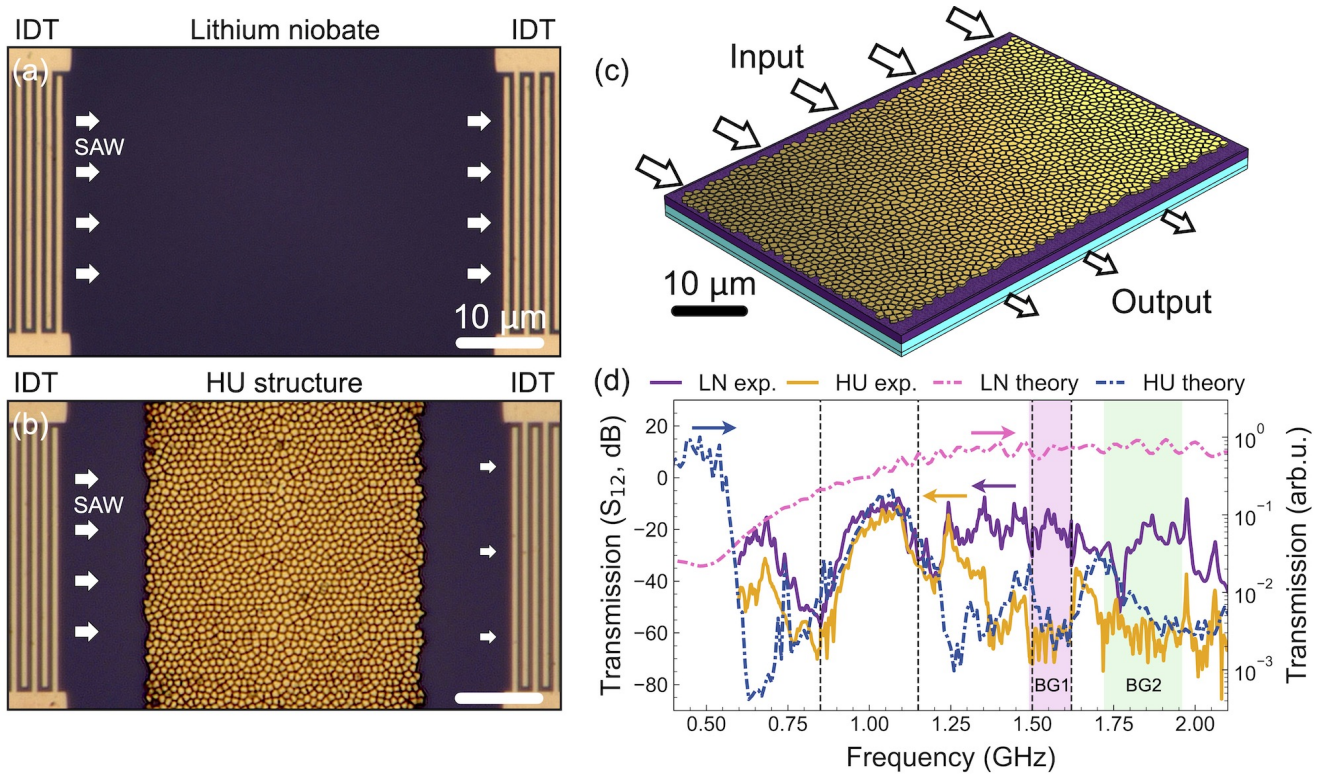 IDT Lithium niobate IDT
(a)
SAW
10 μm
IDT HU structure IDT
(b)
SAW
(c)
Input
10 μm
Output
(d) LN exp. HU exp. LN theory HU theory
Transmission (S12, dB)
20
0
−20
−40
−60
−80
BG1 BG2
10⁰
10⁻¹
10⁻²
10⁻³
Transmission (arb.u.)
0.50 0.75 1.00 1.25 1.50 1.75 2.00
Frequency (GHz)